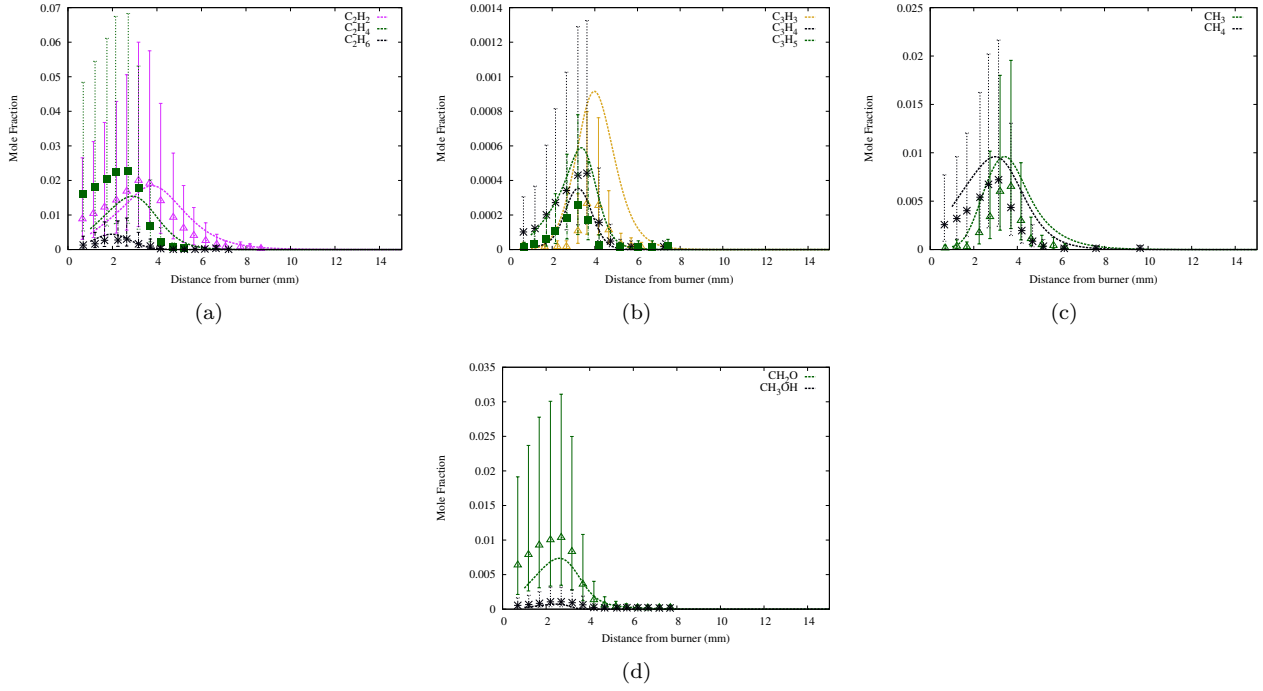 0.07
0.06
0.05
0.04
0.03
0.02
0.01
0
Mole Fraction
C₂H₂
C₂H₄
C₂H₆
0 2 4 6 8 10 12 14
Distance from burner (mm)
(a)
0.0014
0.0012
0.001
0.0008
0.0006
0.0004
0.0002
0
Mole Fraction
C₃H₃
C₃H₄
C₃H₅
0 2 4 6 8 10 12 14
Distance from burner (mm)
(b)
0.025
0.02
0.015
0.01
0.005
0
Mole Fraction
CH₃
CH₄
0 2 4 6 8 10 12 14
Distance from burner (mm)
(c)
0.035
0.03
0.025
0.02
0.015
0.01
0.005
0
Mole Fraction
CH₂O
CH₃OH
0 2 4 6 8 10 12 14
Distance from burner (mm)
(d)